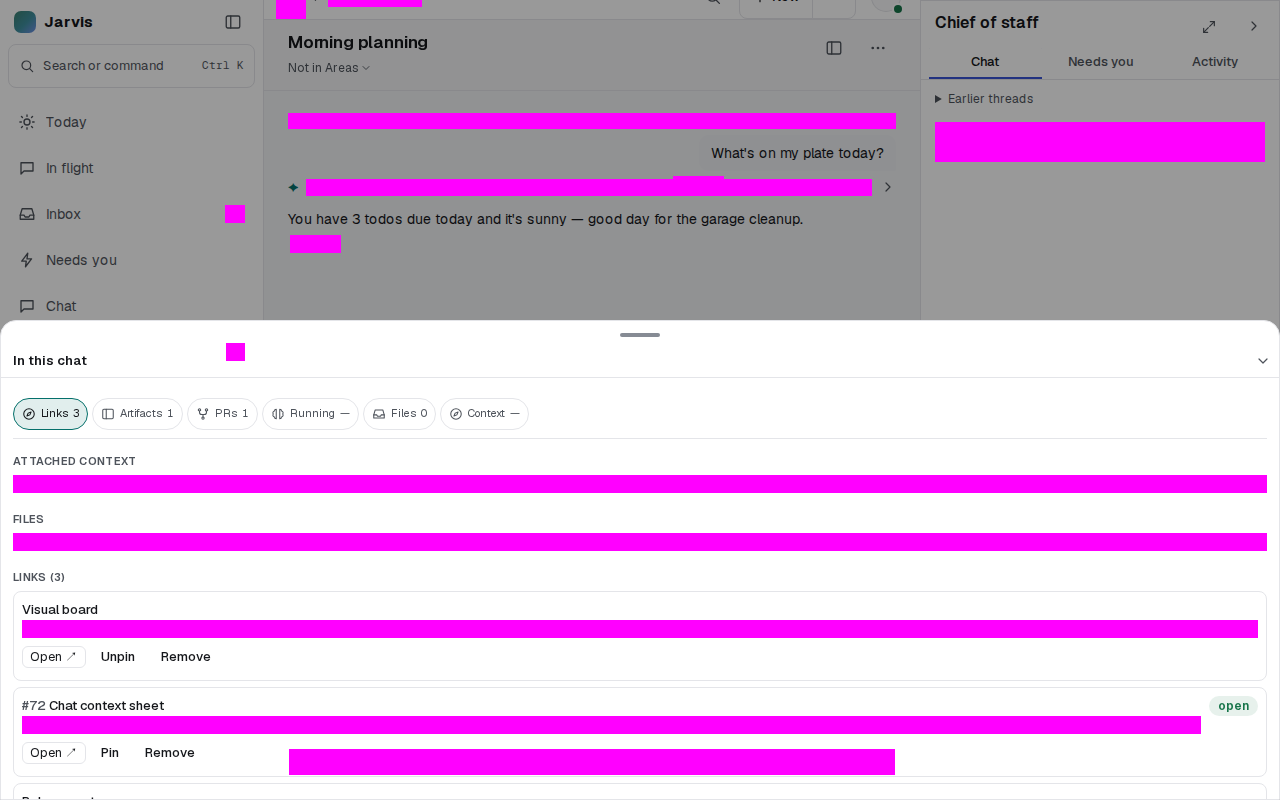 Jarvis
Search or command Ctrl K
Today
In flight
Inbox
Needs you
Chat
Morning planning
Not in Areas
What's on my plate today?
You have 3 todos due today and it's sunny — good day for the garage cleanup.
Chief of staff
Chat Needs you Activity
Earlier threads
In this chat
Links 3 Artifacts 1 PRs 1 Running — Files 0 Context —
ATTACHED CONTEXT
FILES
LINKS (3)
Visual board
Open ↗ Unpin Remove
#72 Chat context sheet open
Open ↗ Pin Remove